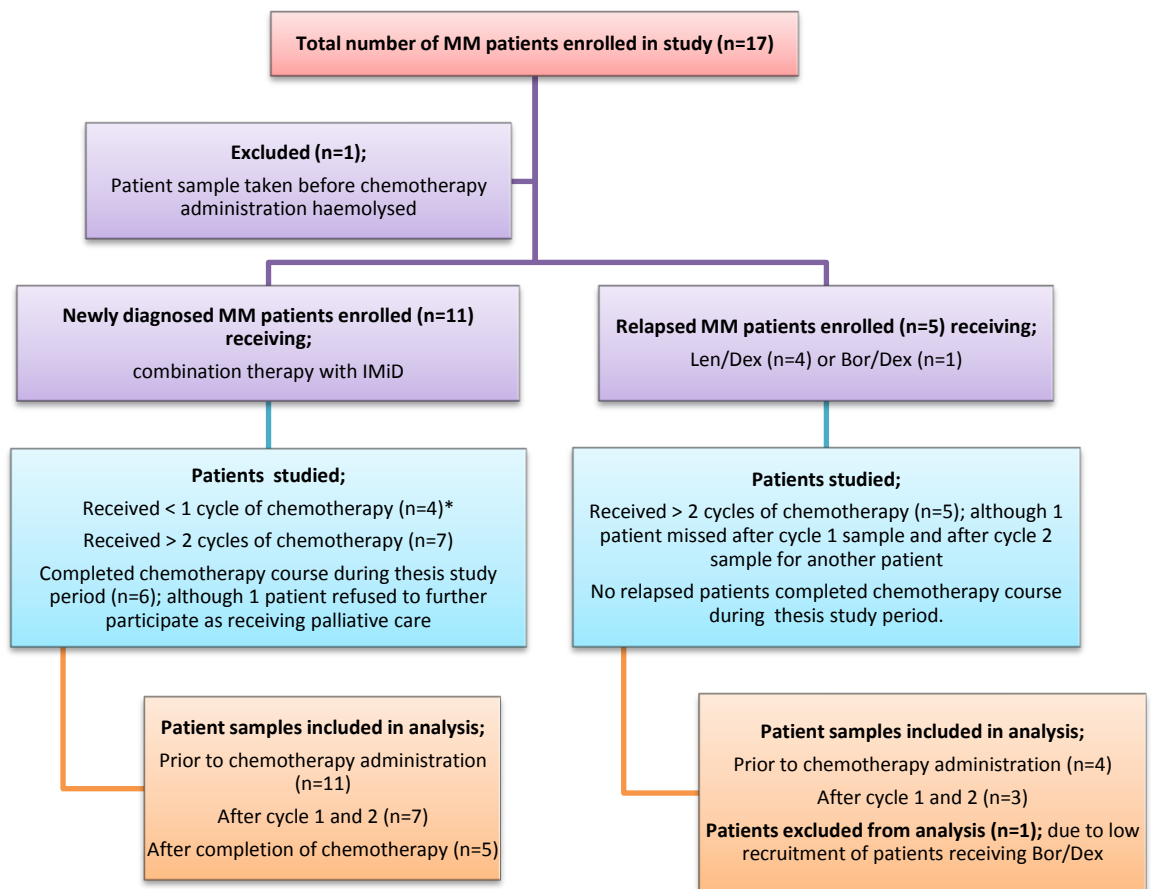 Total number of MM patients enrolled in study (n=17)
Excluded (n=1);
Patient sample taken before chemotherapy
administration haemolysed
Newly diagnosed MM patients enrolled (n=11)
receiving;
combination therapy with IMiD
Relapsed MM patients enrolled (n=5) receiving;
Len/Dex (n=4) or Bor/Dex (n=1)
Patients studied;
Received < 1 cycle of chemotherapy (n=4)*
Received > 2 cycles of chemotherapy (n=7)
Completed chemotherapy course during thesis study
period (n=6); although 1 patient refused to further
participate as receiving palliative care
Patients studied;
Received > 2 cycles of chemotherapy (n=5); although 1
patient missed after cycle 1 sample and after cycle 2
sample for another patient
No relapsed patients completed chemotherapy course
during thesis study period.
Patient samples included in analysis;
Prior to chemotherapy administration
(n=11)
After cycle 1 and 2 (n=7)
After completion of chemotherapy (n=5)
Patient samples included in analysis;
Prior to chemotherapy administration (n=4)
After cycle 1 and 2 (n=3)
Patients excluded from analysis (n=1); due to low
recruitment of patients receiving Bor/Dex